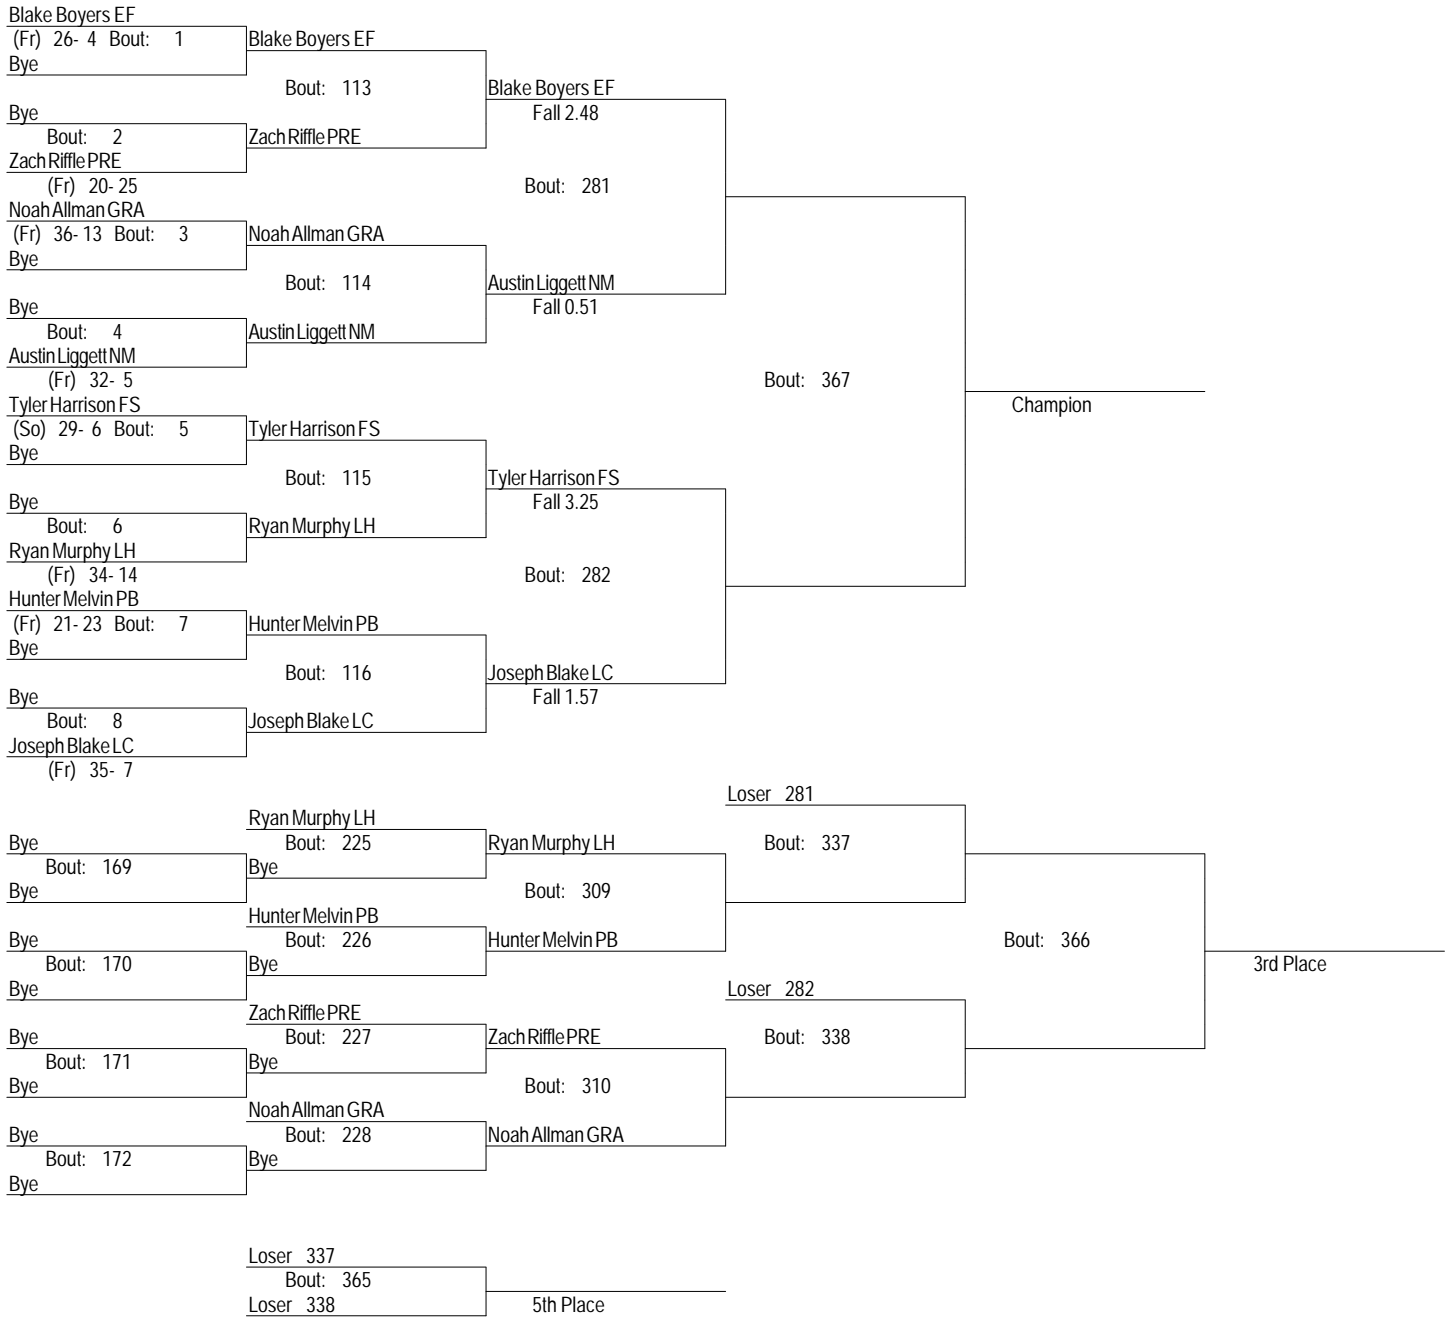 Blake Boyers EF
(Fr) 26- 4 Bout: 1 Blake Boyers EF
Bye
Bout: 113 Blake Boyers EF
Bye Fall 2.48
Bout: 2 Zach Riffle PRE
Zach Riffle PRE
(Fr) 20- 25 Bout: 281
Noah Allman GRA
(Fr) 36- 13 Bout: 3 Noah Allman GRA
Bye
Bout: 114 Austin Liggett NM
Bye Fall 0.51
Bout: 4 Austin Liggett NM
Austin Liggett NM
(Fr) 32- 5 Bout: 367
Tyler Harrison FS Champion
(So) 29- 6 Bout: 5 Tyler Harrison FS
Bye
Bout: 115 Tyler Harrison FS
Bye Fall 3.25
Bout: 6 Ryan Murphy LH
Ryan Murphy LH
(Fr) 34- 14 Bout: 282
Hunter Melvin PB
(Fr) 21- 23 Bout: 7 Hunter Melvin PB
Bye
Bout: 116 Joseph Blake LC
Bye Fall 1.57
Bout: 8 Joseph Blake LC
Joseph Blake LC
(Fr) 35- 7
Loser 281
Ryan Murphy LH
Bye Bout: 225 Ryan Murphy LH Bout: 337
Bout: 169 Bye
Bye Bout: 309
Hunter Melvin PB
Bye Bout: 226 Hunter Melvin PB Bout: 366
Bout: 170 Bye 3rd Place
Bye Loser 282
Zach Riffle PRE
Bye Bout: 227 Zach Riffle PRE Bout: 338
Bout: 171 Bye
Bye Bout: 310
Noah Allman GRA
Bye Bout: 228 Noah Allman GRA
Bout: 172 Bye
Bye
Loser 337
Bout: 365
Loser 338 5th Place